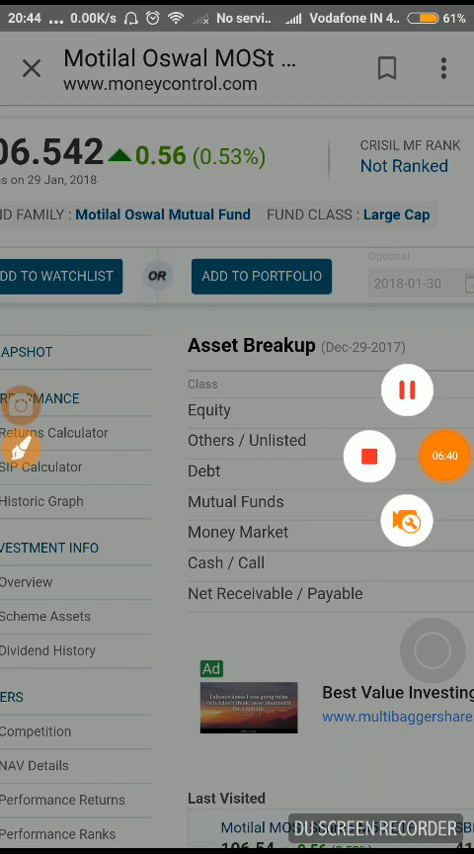 20:44 ... 0.00K/s No servi.. Vodafone IN 4.. 61%
Motilal Oswal MOSt ...
www.moneycontrol.com
06.542 0.56 (0.53%)
CRISIL MF RANK
Not Ranked
s on 29 Jan, 2018
ND FAMILY : Motilal Oswal Mutual Fund FUND CLASS : Large Cap
DD TO WATCHLIST OR ADD TO PORTFOLIO
Optional
2018-01-30
APSHOT
Asset Breakup (Dec-29-2017)
Class
Equity
Others / Unlisted
Debt
Mutual Funds
Money Market
Cash / Call
Net Receivable / Payable
Returns Calculator
SIP Calculator
Historic Graph
VESTMENT INFO
Overview
Scheme Assets
Dividend History
ERS
Competition
NAV Details
Performance Returns
Performance Ranks
06:40
Ad
Best Value Investing
www.multibaggershare
Last Visited
DU SCREEN RECORDER